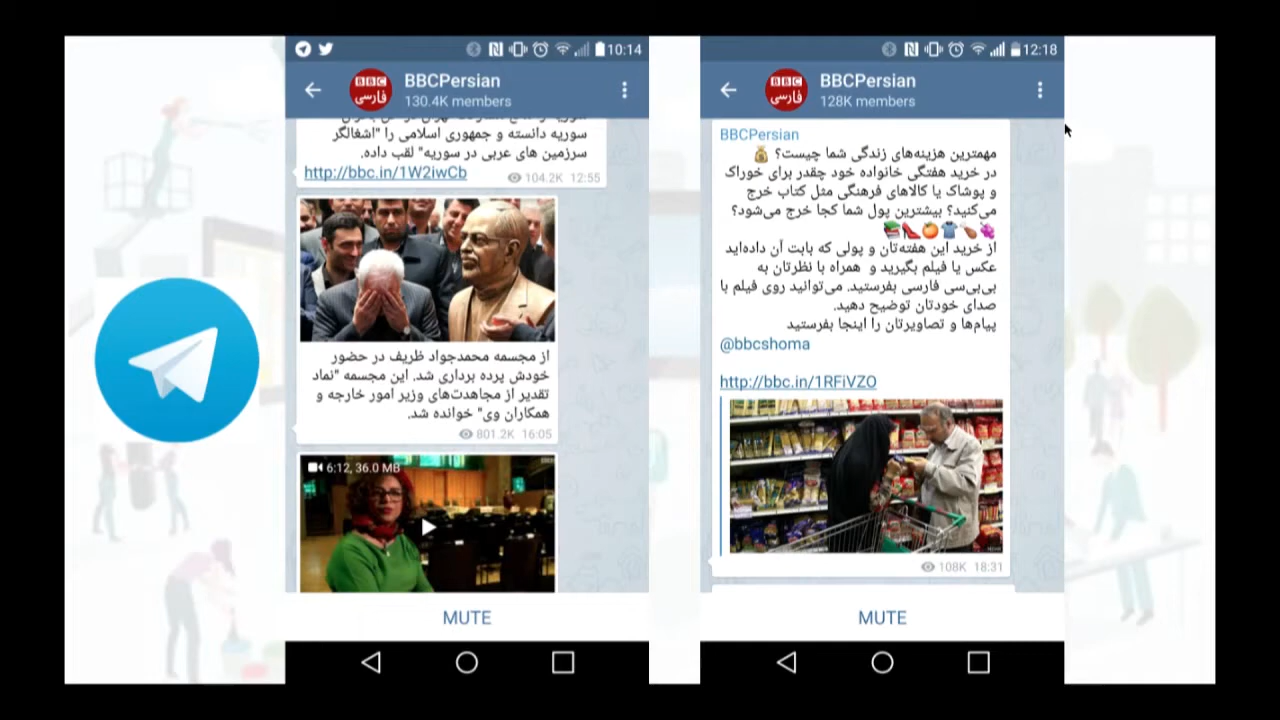 10:14
BBC
فارسی
BBCPersian
130.4K members
سوریه دانسته و جمهوری اسلامی را "اشغالگر
سرزمین های عربی در سوریه" لقب داده.
http://bbc.in/1W2iwCb
104.2K 12:55
از مجسمه محمدجواد ظریف در حضور
خودش پرده برداری شد. این مجسمه "نماد
تقدیر از مجاهدت‌های وزیر امور خارجه و
همکاران وی" خوانده شد.
801.2K 16:05
6:12, 36.0 MB
MUTE
12:18
BBC
فارسی
BBCPersian
128K members
BBCPersian
مهمترین هزینه‌های زندگی شما چیست؟ 💰
در خرید هفتگی خانواده خود چقدر برای خوراک
و پوشاک یا کالاهای فرهنگی مثل کتاب خرج
می‌کنید؟ بیشترین پول شما کجا خرج می‌شود؟
🍇🍗👕🍊👠📚
از خرید این هفته‌تان و پولی که بابت آن داده‌اید
عکس یا فیلم بگیرید و همراه با نظرتان به
بی‌بی‌سی فارسی بفرستید. می‌توانید روی فیلم با
صدای خودتان توضیح دهید.
پیام‌ها و تصاویرتان را اینجا بفرستید
@bbcshoma
http://bbc.in/1RFiVZO
108K 18:31
MUTE